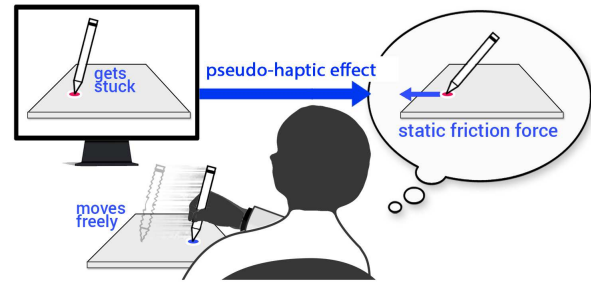 gets
stuck
pseudo-haptic effect
static friction force
moves
freely